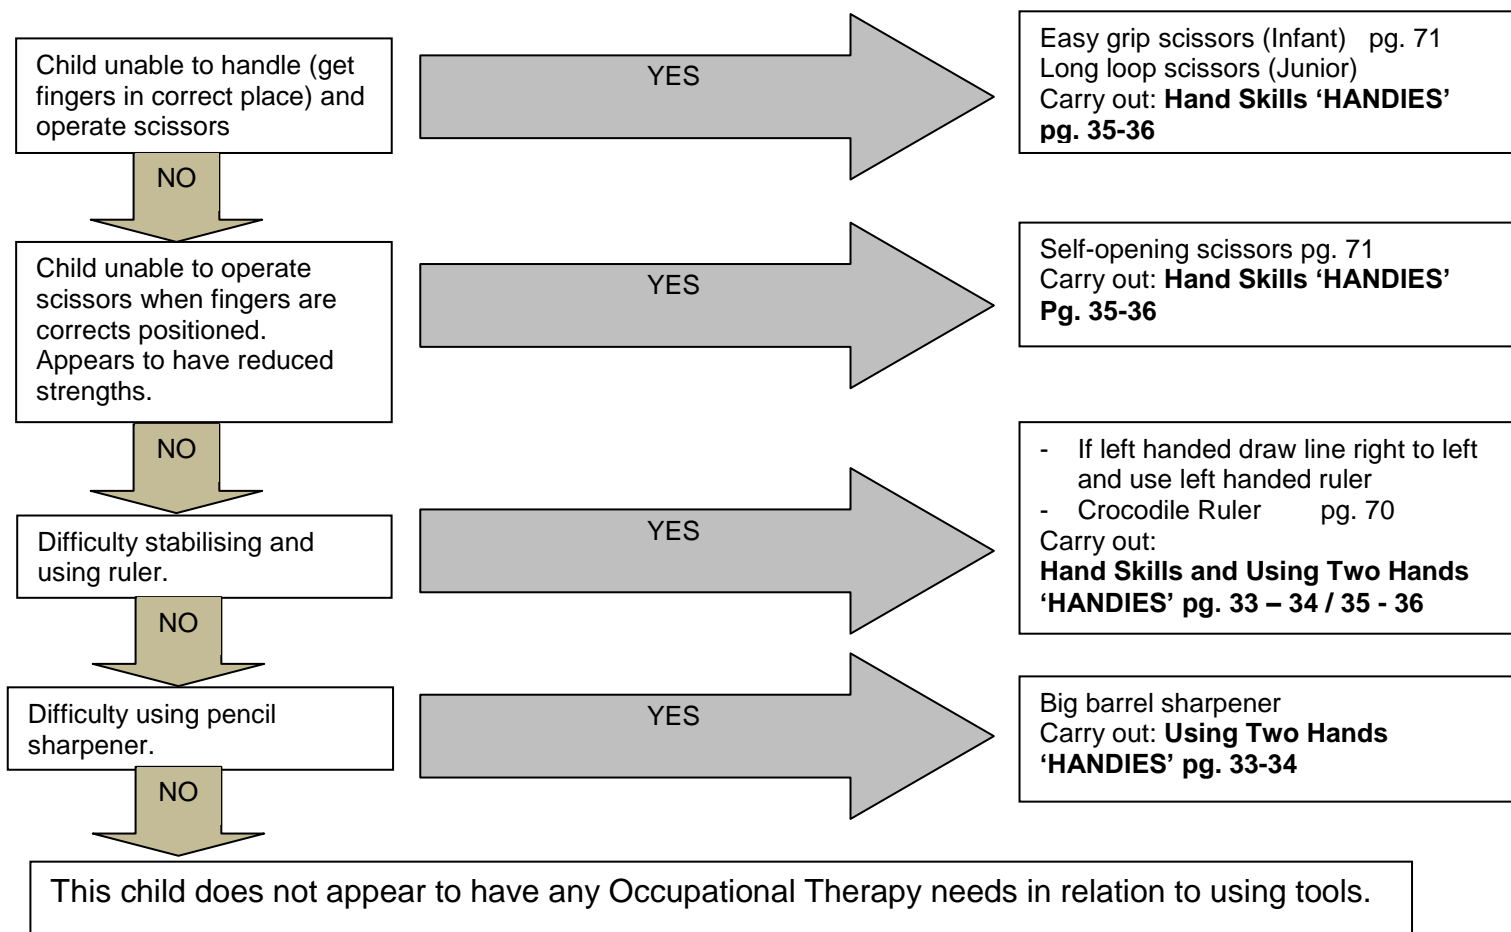 Child unable to handle (get
fingers in correct place) and
operate scissors
YES
Easy grip scissors (Infant) pg. 71
Long loop scissors (Junior)
Carry out: Hand Skills ‘HANDIES’
pg. 35-36
NO
Child unable to operate
scissors when fingers are
corrects positioned.
Appears to have reduced
strengths.
YES
Self-opening scissors pg. 71
Carry out: Hand Skills ‘HANDIES’
Pg. 35-36
NO
Difficulty stabilising and
using ruler.
YES
- If left handed draw line right to left
and use left handed ruler
- Crocodile Ruler pg. 70
Carry out:
Hand Skills and Using Two Hands
‘HANDIES’ pg. 33 – 34 / 35 - 36
NO
Difficulty using pencil
sharpener.
YES
Big barrel sharpener
Carry out: Using Two Hands
‘HANDIES’ pg. 33-34
NO
This child does not appear to have any Occupational Therapy needs in relation to using tools.